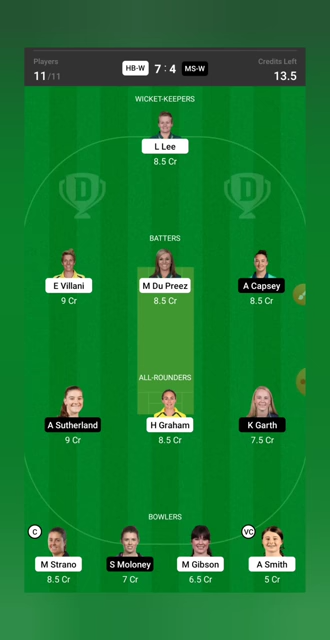 Players
HB-W 7 : 4 MS-W
Credits Left
11/11
13.5
WICKET-KEEPERS
L Lee
8.5 Cr
BATTERS
E Villani
M Du Preez
A Capsey
9 Cr
8.5 Cr
8.5 Cr
ALL-ROUNDERS
A Sutherland
H Graham
K Garth
9 Cr
8.5 Cr
7.5 Cr
BOWLERS
C
VC
M Strano
S Moloney
M Gibson
A Smith
8.5 Cr
7 Cr
6.5 Cr
5 Cr